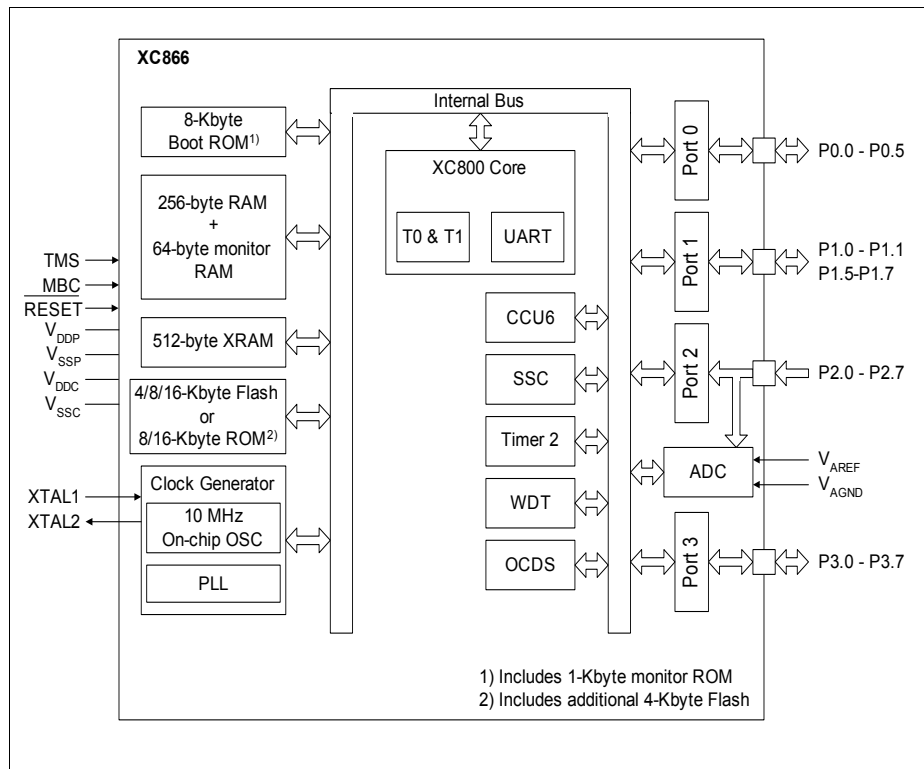 XC866
Internal Bus
8-Kbyte
Boot ROM1)
256-byte RAM
+
64-byte monitor
RAM
512-byte XRAM
4/8/16-Kbyte Flash
or
8/16-Kbyte ROM2)
Clock Generator
10 MHz
On-chip OSC
PLL
TMS
MBC
RESET
VDDP
VSSP
VDDC
VSSC
XTAL1
XTAL2
XC800 Core
T0 & T1
UART
CCU6
SSC
Timer 2
WDT
OCDS
Port 0
Port 1
Port 2
ADC
Port 3
P0.0 - P0.5
P1.0 - P1.1
P1.5-P1.7
P2.0 - P2.7
VAREF
VAGND
P3.0 - P3.7
1) Includes 1-Kbyte monitor ROM
2) Includes additional 4-Kbyte Flash